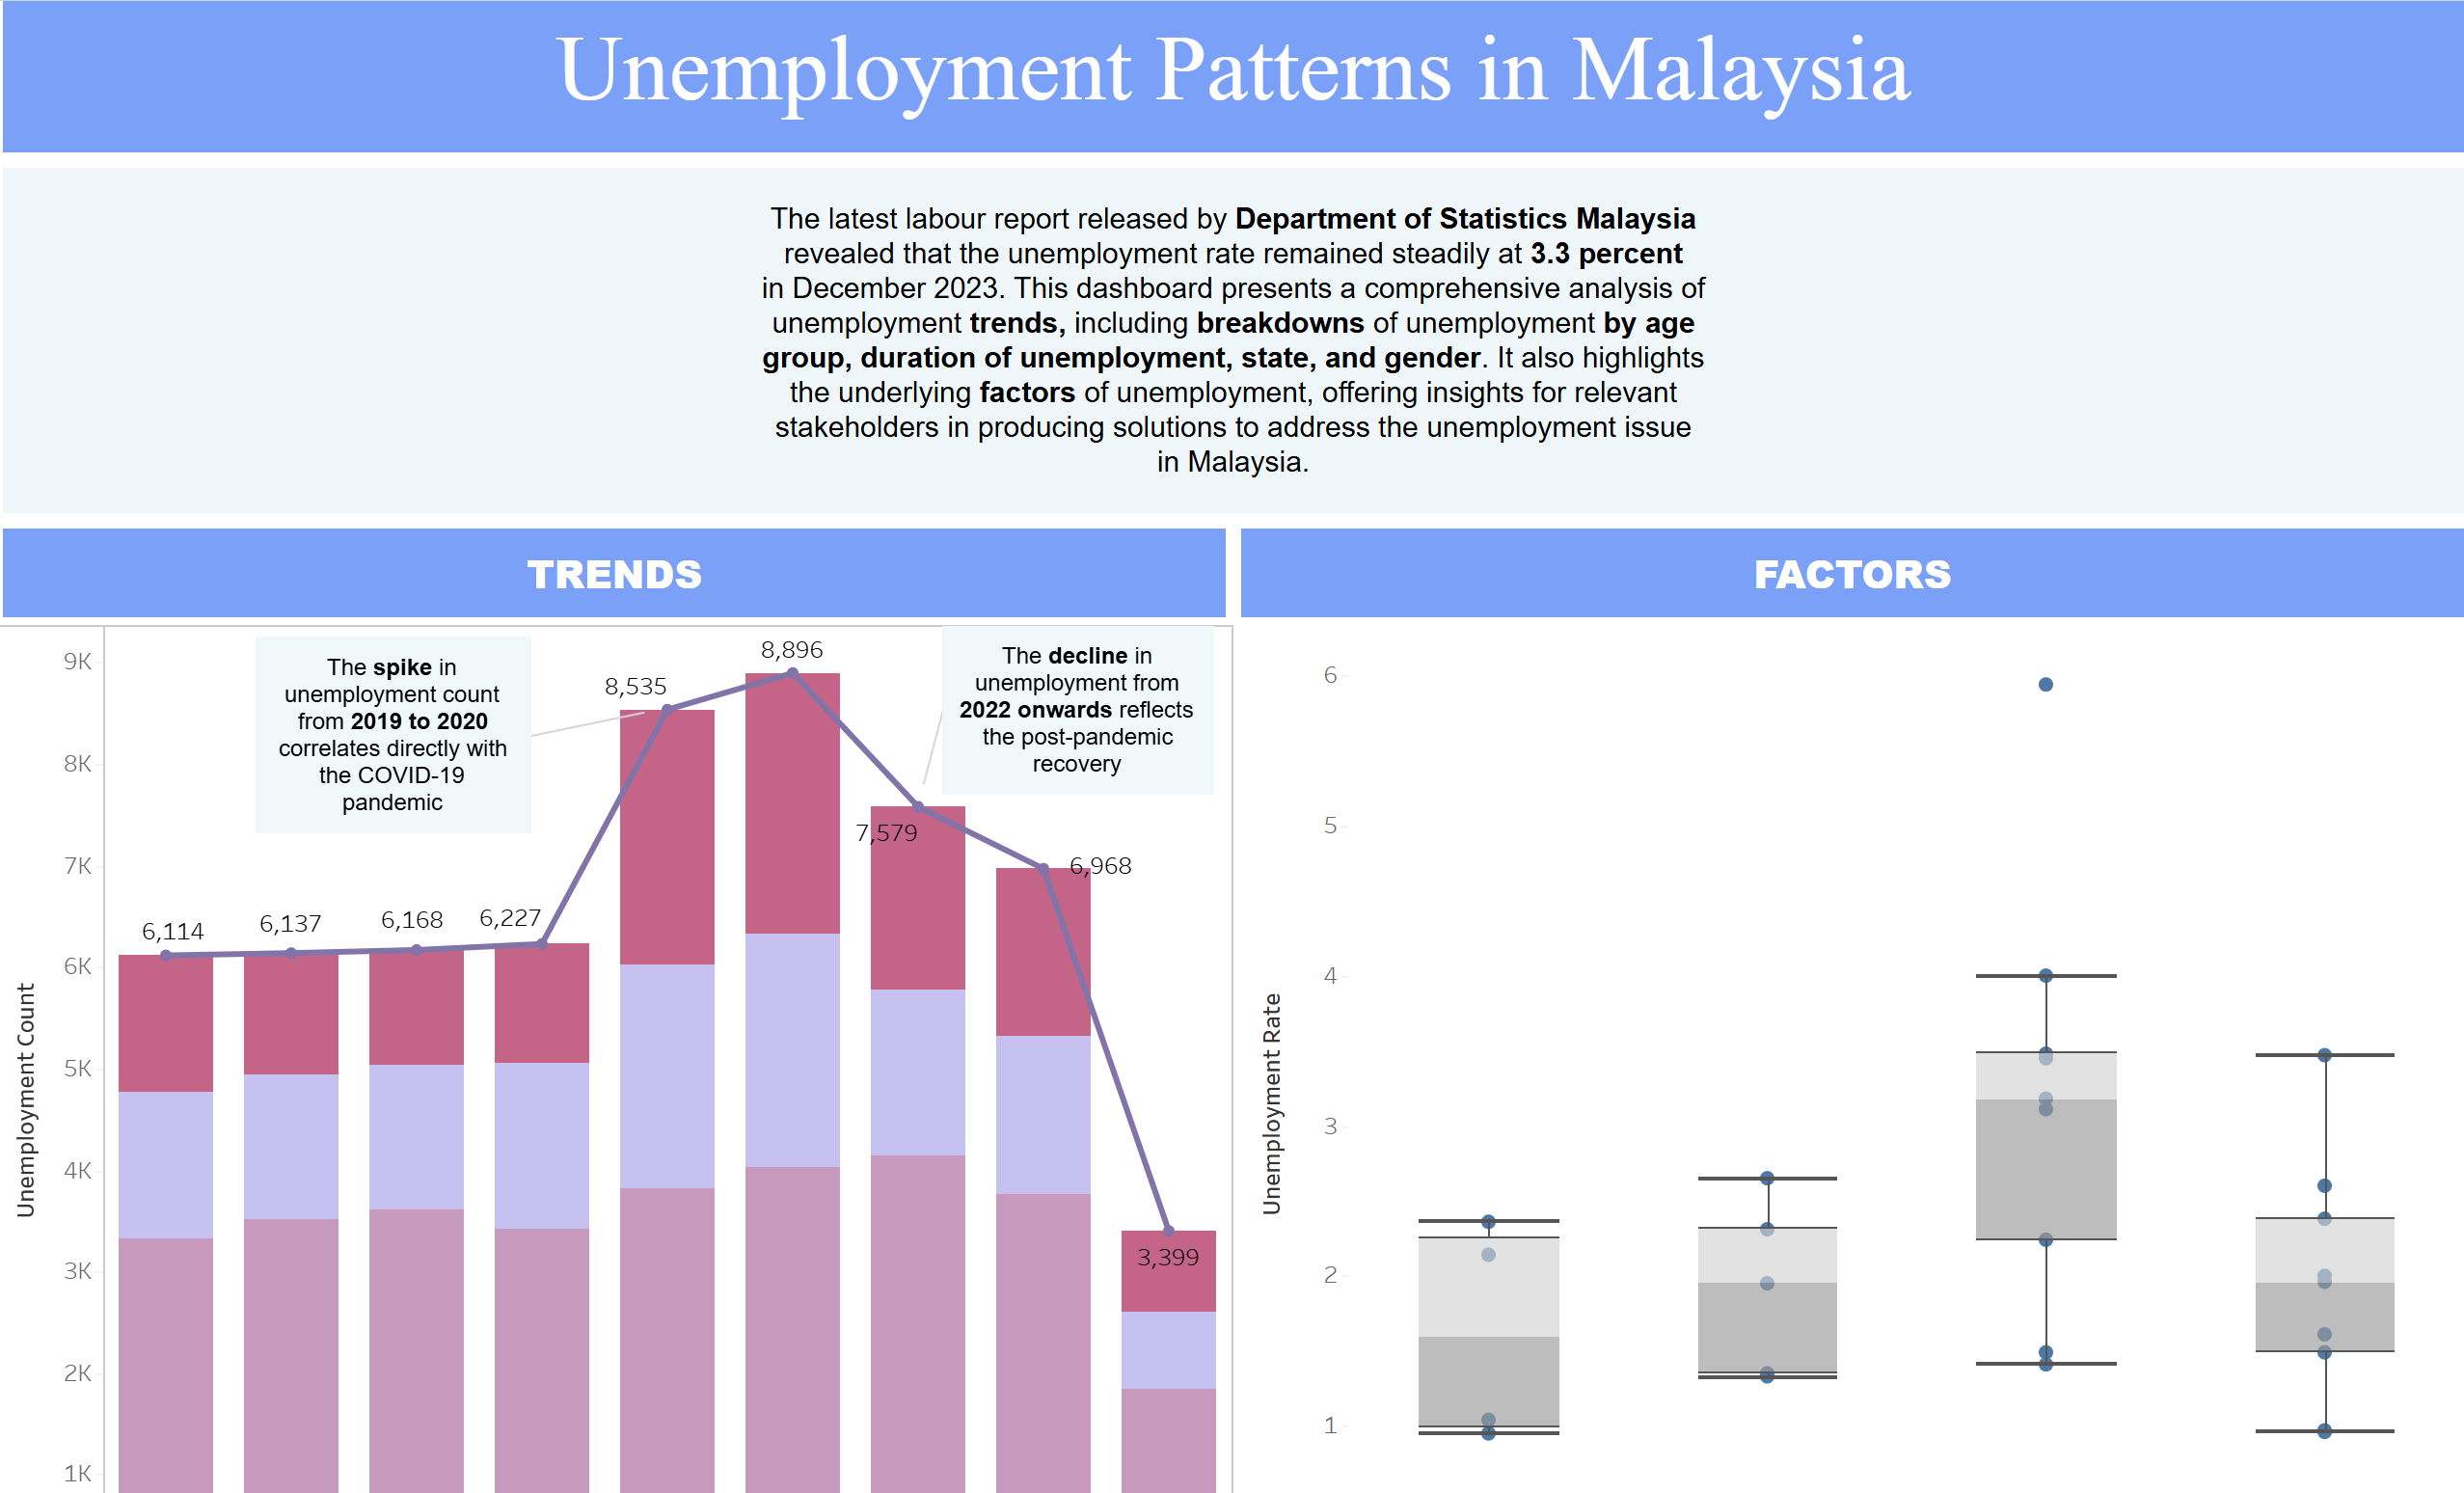 Unemployment Patterns in Malaysia
The latest labour report released by Department of Statistics Malaysia
revealed that the unemployment rate remained steadily at 3.3 percent
in December 2023. This dashboard presents a comprehensive analysis of
unemployment trends, including breakdowns of unemployment by age
group, duration of unemployment, state, and gender. It also highlights
the underlying factors of unemployment, offering insights for relevant
stakeholders in producing solutions to address the unemployment issue
in Malaysia.
TRENDS
Unemployment Count
9K
8K
7K
6K
5K
4K
3K
2K
1K
The spike in
unemployment count
from 2019 to 2020
correlates directly with
the COVID-19
pandemic
The decline in
unemployment from
2022 onwards reflects
the post-pandemic
recovery
6,114
6,137
6,168
6,227
8,535
8,896
7,579
6,968
3,399
FACTORS
Unemployment Rate
6
5
4
3
2
1